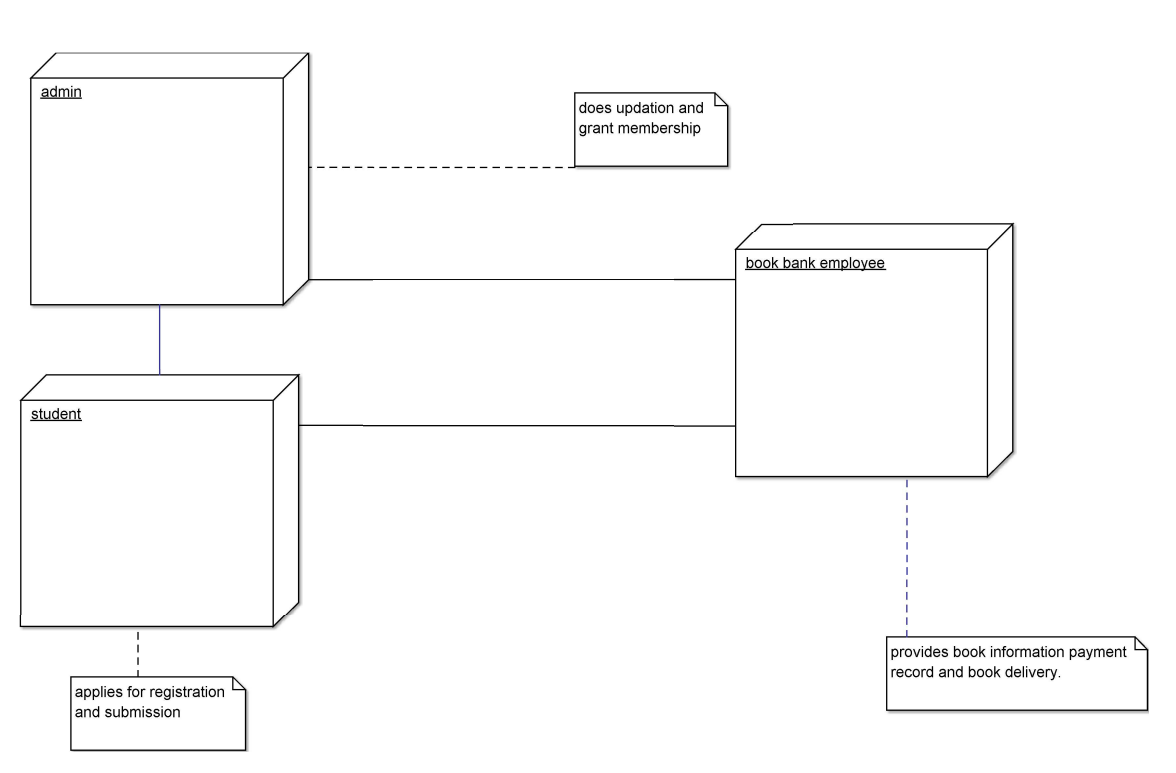 admin
does updation and
grant membership
book bank employee
student
provides book information payment
record and book delivery.
applies for registration
and submission